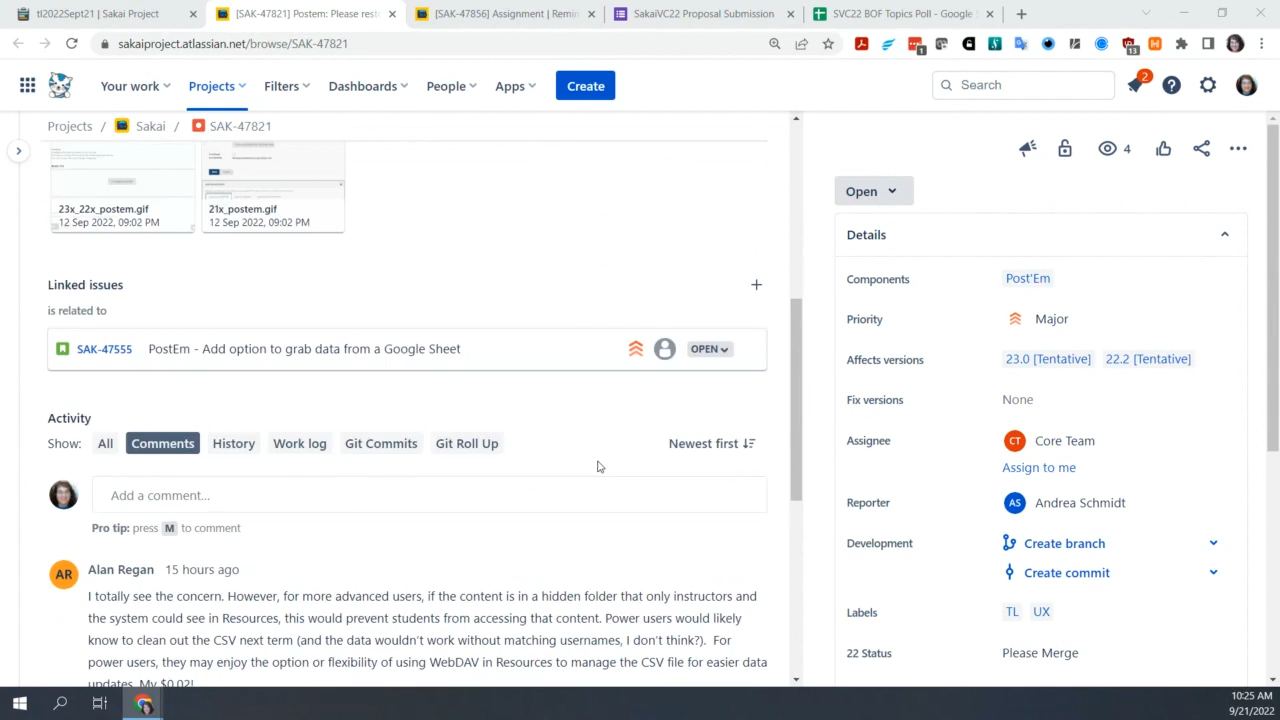 tl2022Sept21 | Sakai Project
[SAK-47821] Postem: Please rest
[SAK-47856] Assignment | Remin
SakaiVC22 Proposal Submission
SVC22 BOF Topics Poll - Google S
sakaiproject.atlassian.net/browse/SAK-47821
1
13
Your work
Projects
Filters
Dashboards
People
Apps
Create
Search
2
Projects / Sakai / SAK-47821
4
23x_22x_postem.gif
12 Sep 2022, 09:02 PM
21x_postem.gif
12 Sep 2022, 09:02 PM
Open
Details
Linked issues
is related to
SAK-47555 PostEm - Add option to grab data from a Google Sheet OPEN
Components Post'Em
Priority Major
Affects versions 23.0 [Tentative] 22.2 [Tentative]
Fix versions None
Assignee CT Core Team
Assign to me
Reporter AS Andrea Schmidt
Development Create branch
Create commit
Labels TL UX
22 Status Please Merge
Activity
Show: All Comments History Work log Git Commits Git Roll Up Newest first
Add a comment...
Pro tip: press M to comment
AR Alan Regan 15 hours ago
I totally see the concern. However, for more advanced users, if the content is in a hidden folder that only instructors and
the system could see in Resources, this would prevent students from accessing that content. Power users would likely
know to clean out the CSV next term (and the data wouldn't work without matching usernames, I don't think?). For
power users, they may enjoy the option or flexibility of using WebDAV in Resources to manage the CSV file for easier data
updates. My $0.02!
10:25 AM
9/21/2022